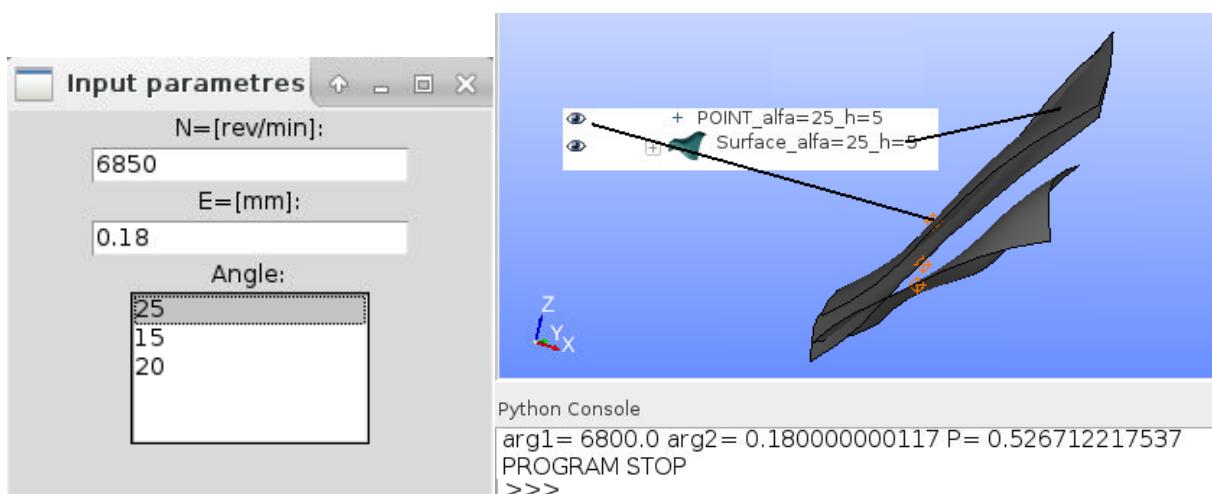 Input parametres
N=[rev/min]:
6850
E=[mm]:
0.18
Angle:
25
15
20
POINT_alfa=25_h=5
Surface_alfa=25_h=5
Z
Y
X
Python Console
arg1= 6800.0 arg2= 0.180000000117 P= 0.526712217537
PROGRAM STOP
>>>